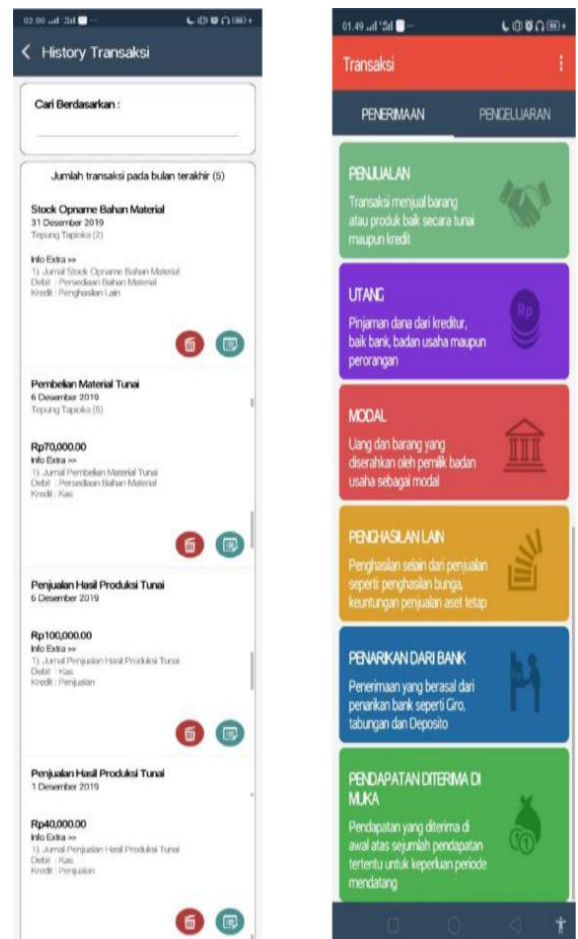 02.00
History Transaksi
Cari Berdasarkan :
Jumlah transaksi pada bulan terakhir (5)
Stock Opname Bahan Material
31 Desember 2019
Tepung Tapioka (2)
Info Extra >>
1) Jurnal Stock Opname Bahan Material
Debit : Persediaan Bahan Material
Kredit : Penghasilan Lain
Pembelian Material Tunai
6 Desember 2019
Tepung Tapioka (5)
Rp70,000.00
Info Extra >>
1) Jurnal Pembelian Material Tunai
Debit : Persediaan Bahan Material
Kredit : Kas
Penjualan Hasil Produksi Tunai
6 Desember 2019
Rp100,000.00
Info Extra >>
1) Jurnal Penjualan Hasil Produksi Tunai
Debit : Kas
Kredit : Penjualan
Penjualan Hasil Produksi Tunai
1 Desember 2019
Rp40,000.00
Info Extra >>
1) Jurnal Penjualan Hasil Produksi Tunai
Debit : Kas
Kredit : Penjualan
01.49
Transaksi
PENERIMAAN PENGELUARAN
PENJUALAN
Transaksi menjual barang
atau produk baik secara tunai
maupun kredit
UTANG
Pinjaman dana dari kreditur,
baik bank, badan usaha maupun
perorangan
Rp
MODAL
Uang dan barang yang
diserahkan oleh pemilik badan
usaha sebagai modal
PENGHASILAN LAIN
Penghasilan selain dari penjualan
seperti penghasilan bunga,
keuntungan penjualan aset tetap
PENARIKAN DARI BANK
Penerimaan yang berasal dari
penarikan bank seperti Giro,
tabungan dan Deposito
PENDAPATAN DITERIMA DI
MUKA
Pendapatan yang diterima di
awal atas sejumlah pendapatan
tertentu untuk keperluan periode
mendatang